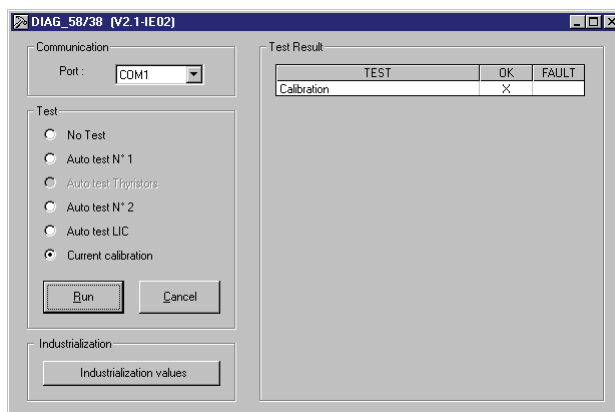 DIAG_58/38 (V2.1-IE02)
Communication
Port :
COM1
Test
No Test
Auto test N° 1
Auto test Thyristors
Auto test N° 2
Auto test LIC
Current calibration
Run
Cancel
Industrialization
Industrialization values
Test Result
TEST OK FAULT
Calibration X